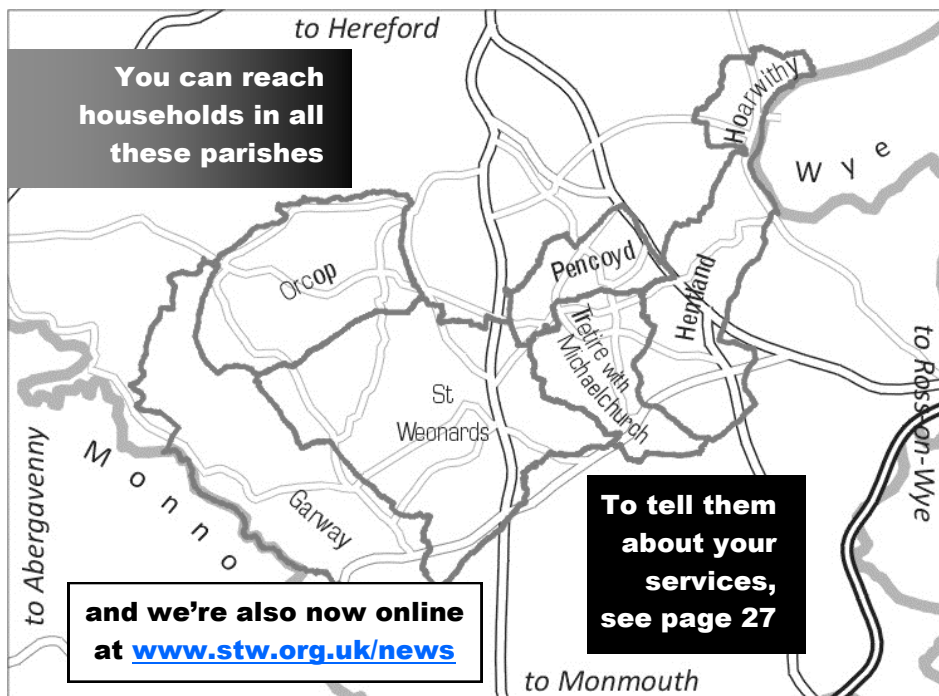 to Hereford
You can reach
households in all
these parishes
Hoarwithy
Wye
Orcop
Pencoyd
Hentland
Tretire with
Michaelchurch
St
Weonards
Garway
Monno
to Abergavenny
to Ross-on-Wye
To tell them
about your
services,
see page 27
and we’re also now online
at www.stw.org.uk/news
to Monmouth